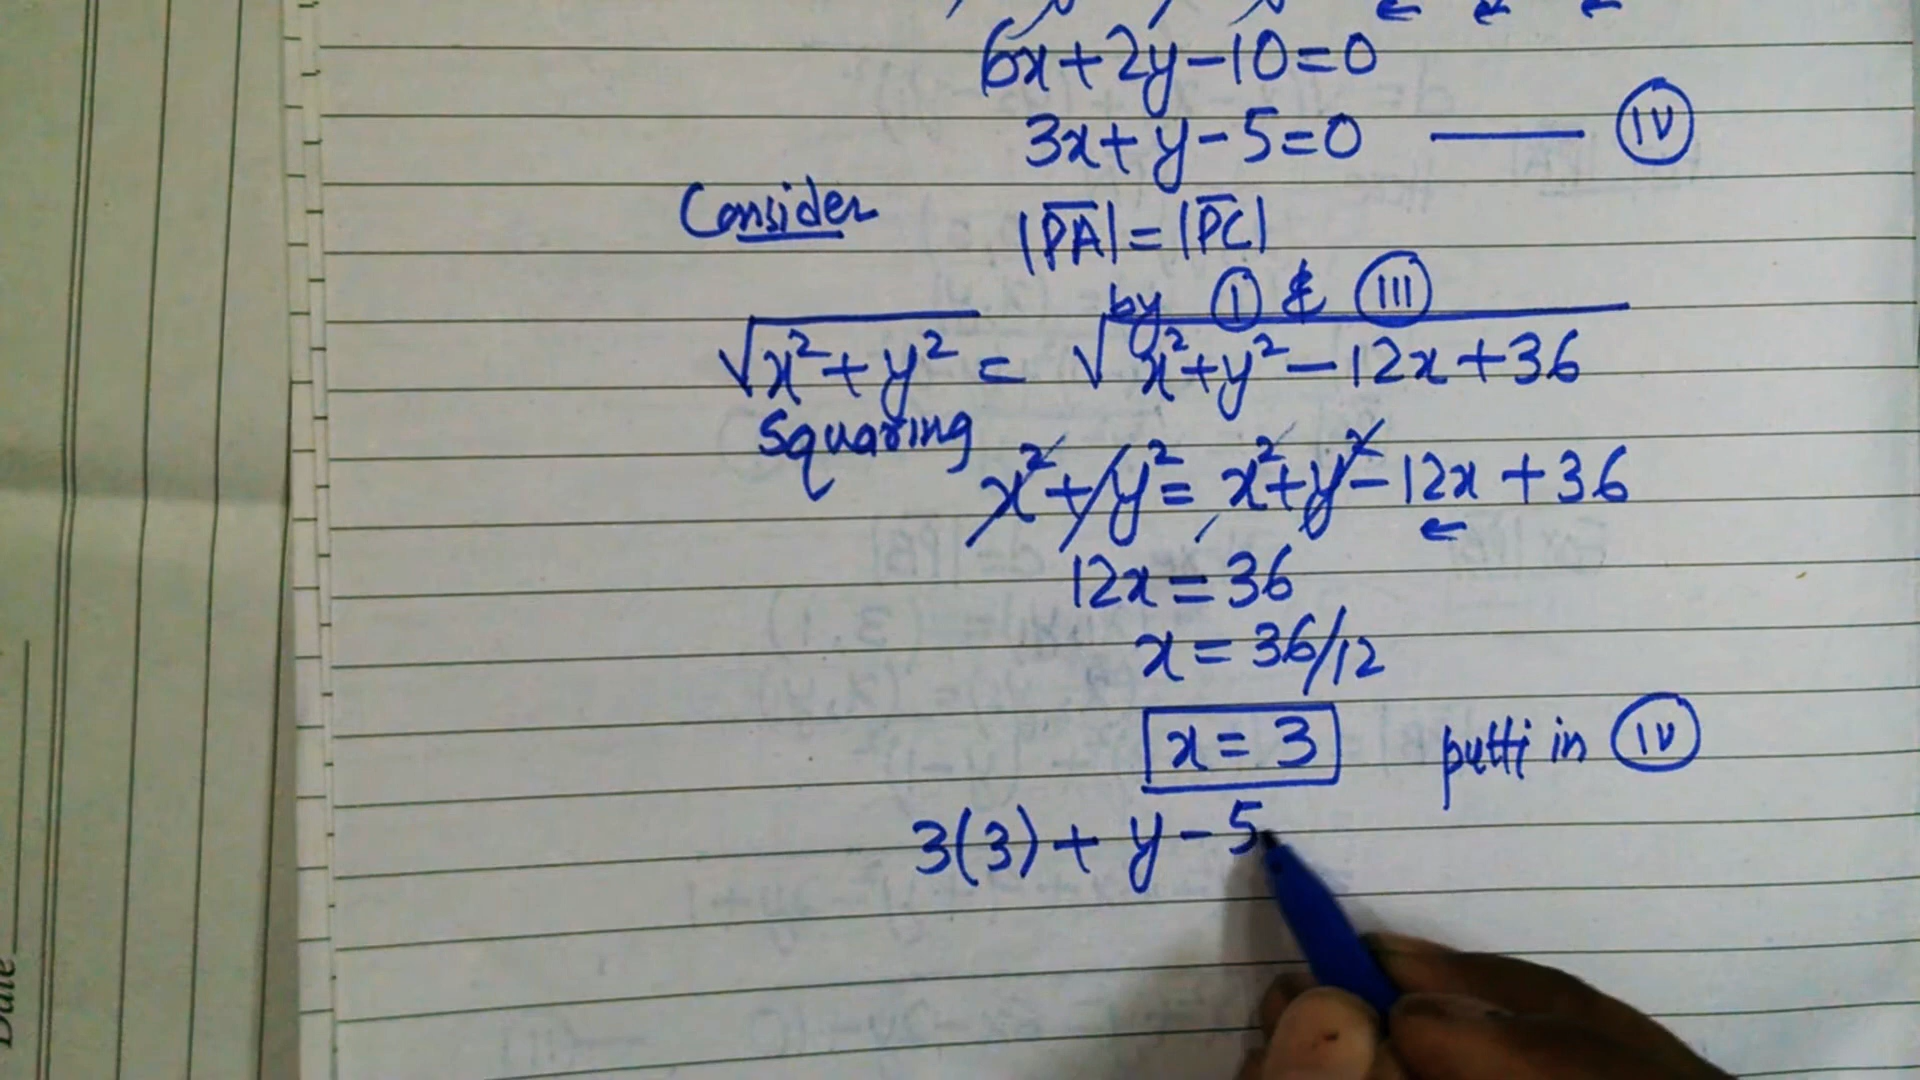 6x+2y-10=0
3x+y-5=0 —— IV
Consider |PA|=|PC|
by I & III
√x²+y² = √x²+y²-12x+36
Squaring
x²+y²= x²+y²-12x+36
12x=36
x=36/12
x=3 putti in IV
3(3)+y-5
Date